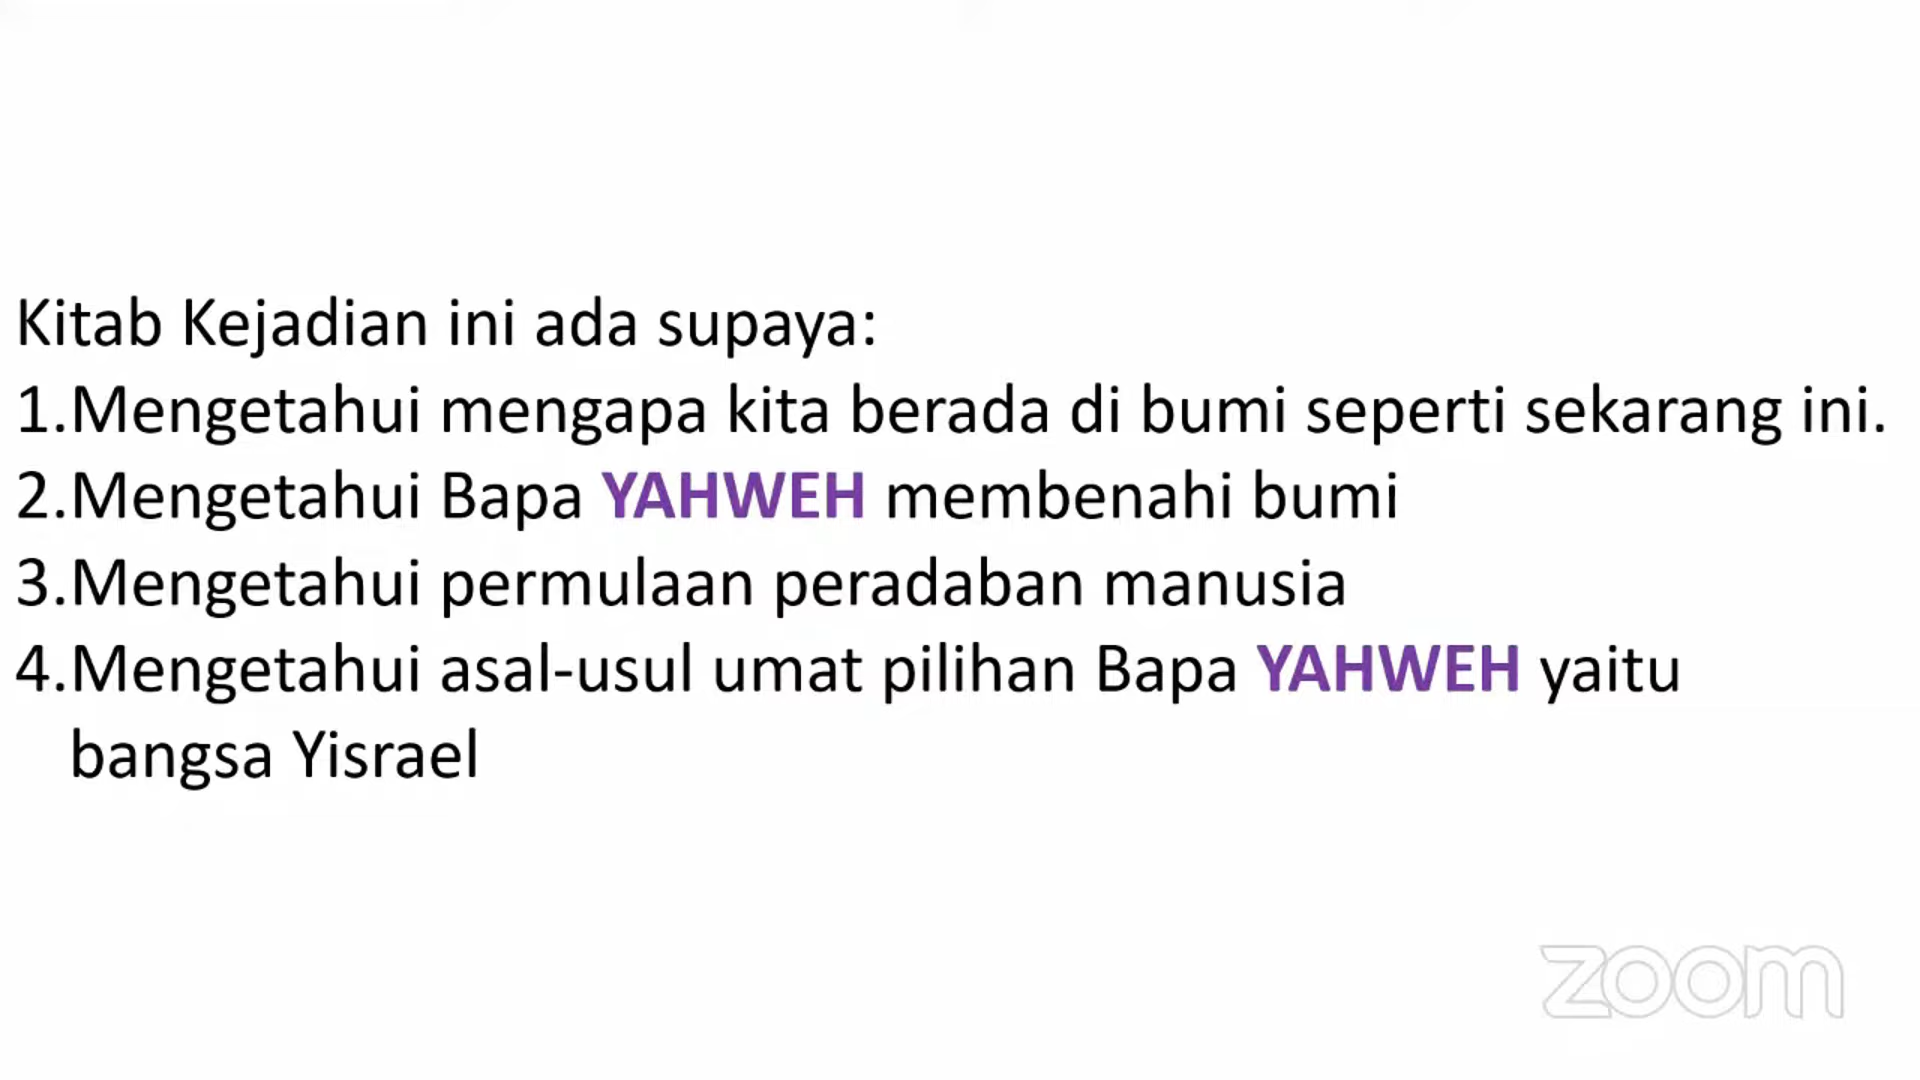 Kitab Kejadian ini ada supaya:
1.Mengetahui mengapa kita berada di bumi seperti sekarang ini.
2.Mengetahui Bapa YAHWEH membenahi bumi
3.Mengetahui permulaan peradaban manusia
4.Mengetahui asal-usul umat pilihan Bapa YAHWEH yaitu
bangsa Yisrael
zoom